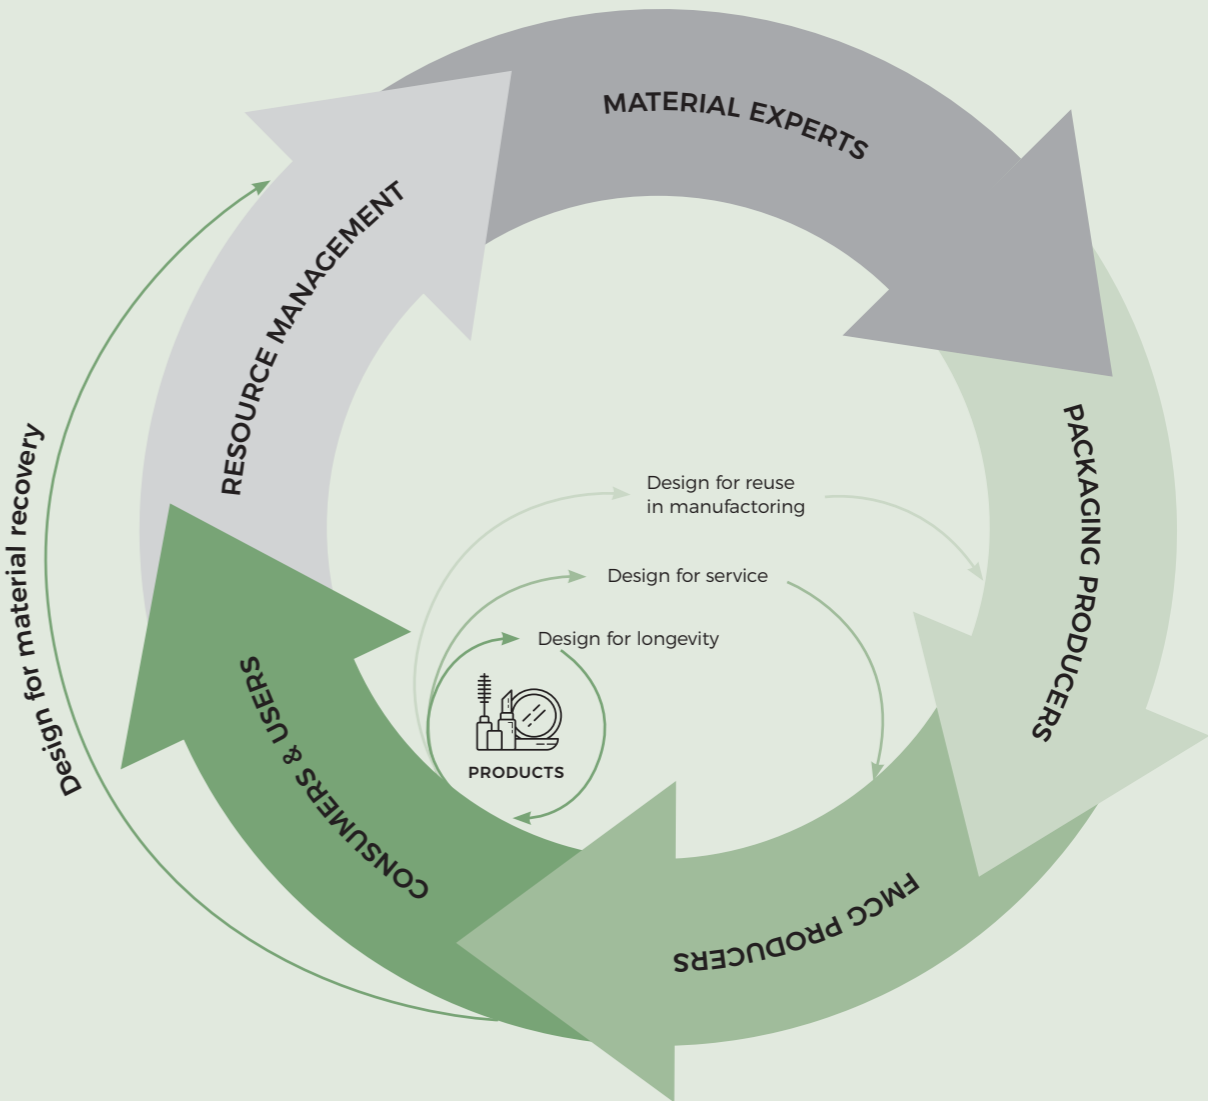 MATERIAL EXPERTS
RESOURCE MANAGEMENT
PACKAGING PRODUCERS
Design for material recovery
Design for reuse
in manufactoring
Design for service
Design for longevity
PRODUCTS
CONSUMERS & USERS
FMCG PRODUCERS